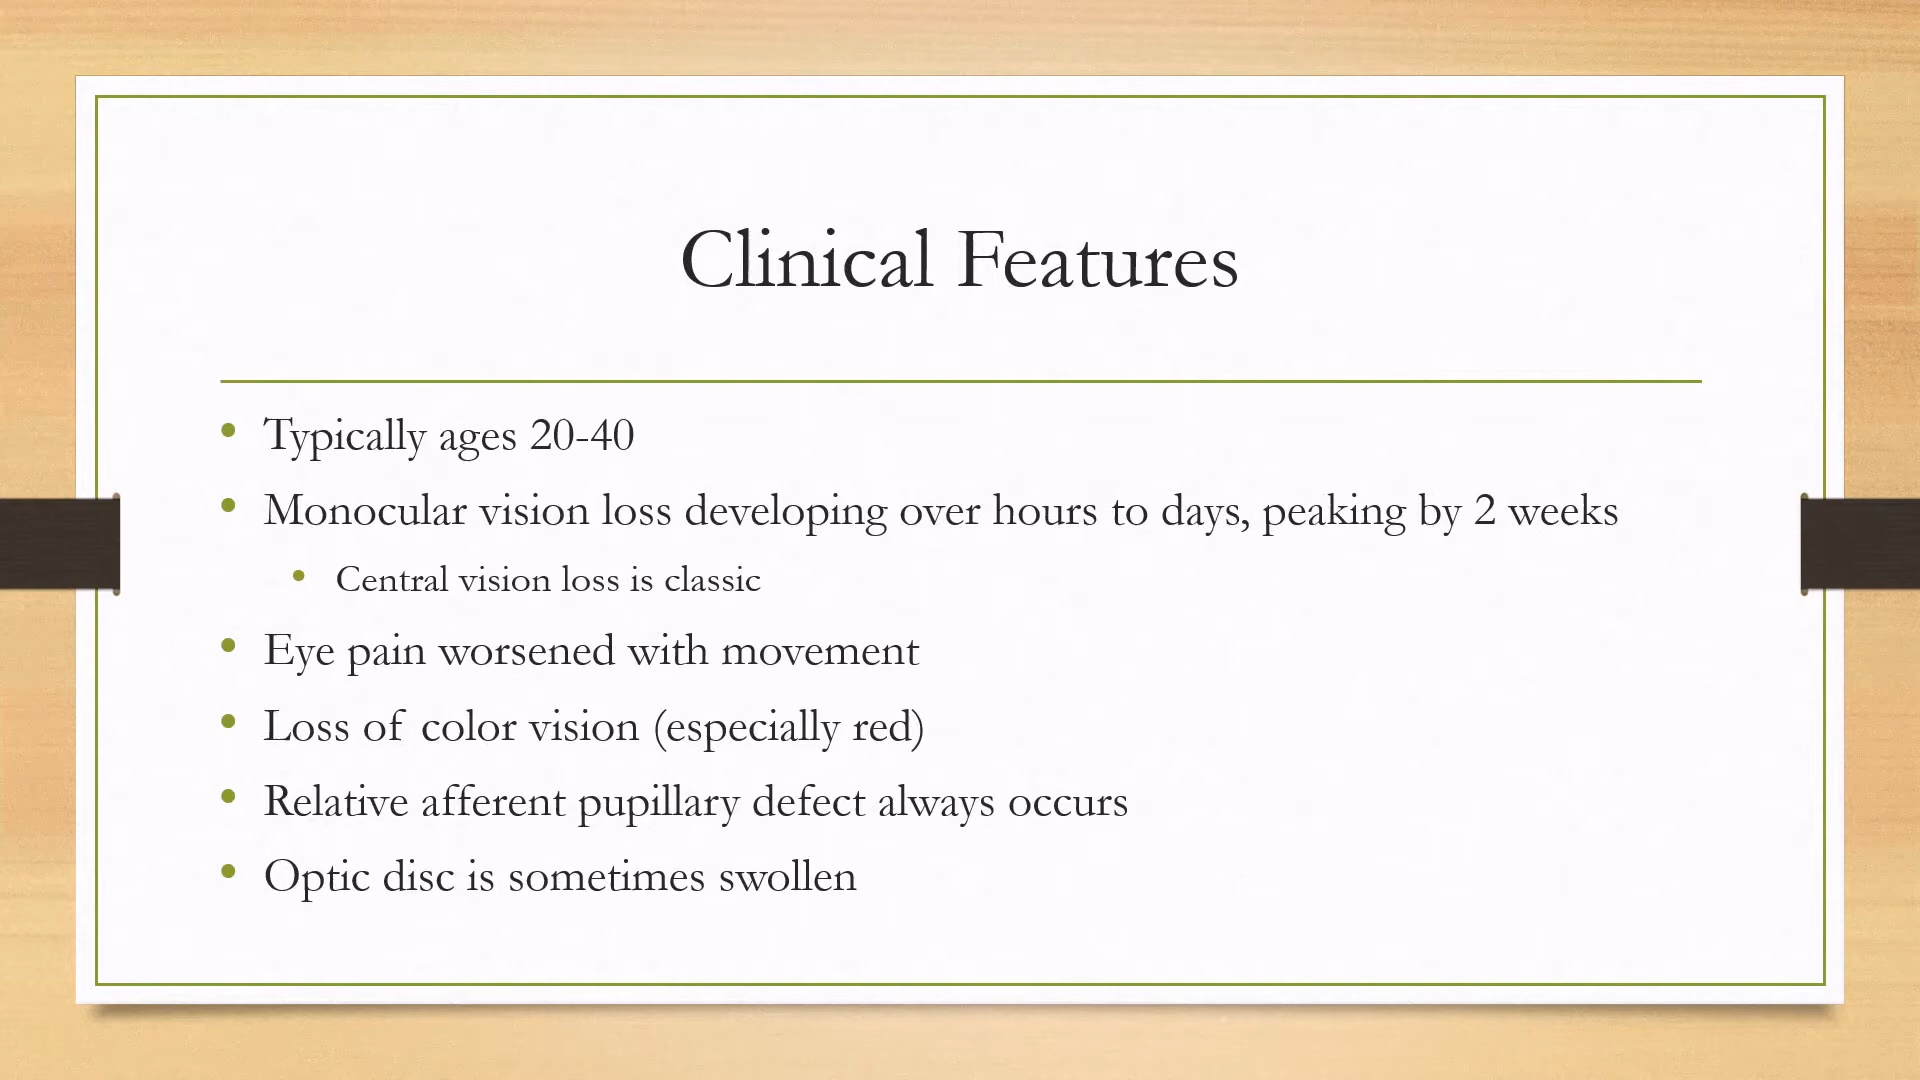 Clinical Features
• Typically ages 20-40
• Monocular vision loss developing over hours to days, peaking by 2 weeks
• Central vision loss is classic
• Eye pain worsened with movement
• Loss of color vision (especially red)
• Relative afferent pupillary defect always occurs
• Optic disc is sometimes swollen